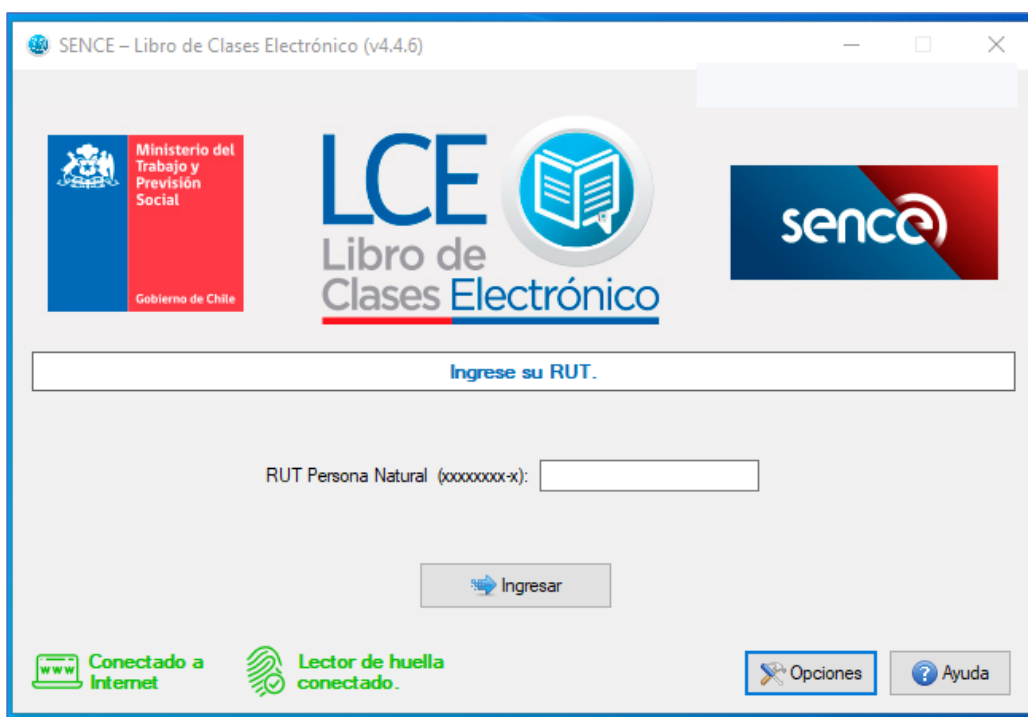 SENCE – Libro de Clases Electrónico (v4.4.6)
Ministerio del
Trabajo y
Previsión
Social
Gobierno de Chile
LCE
Libro de
Clases Electrónico
sence
Ingrese su RUT.
RUT Persona Natural (xxxxxxxx-x):
Ingresar
www
Conectado a
Internet
Lector de huella
conectado.
Opciones
Ayuda